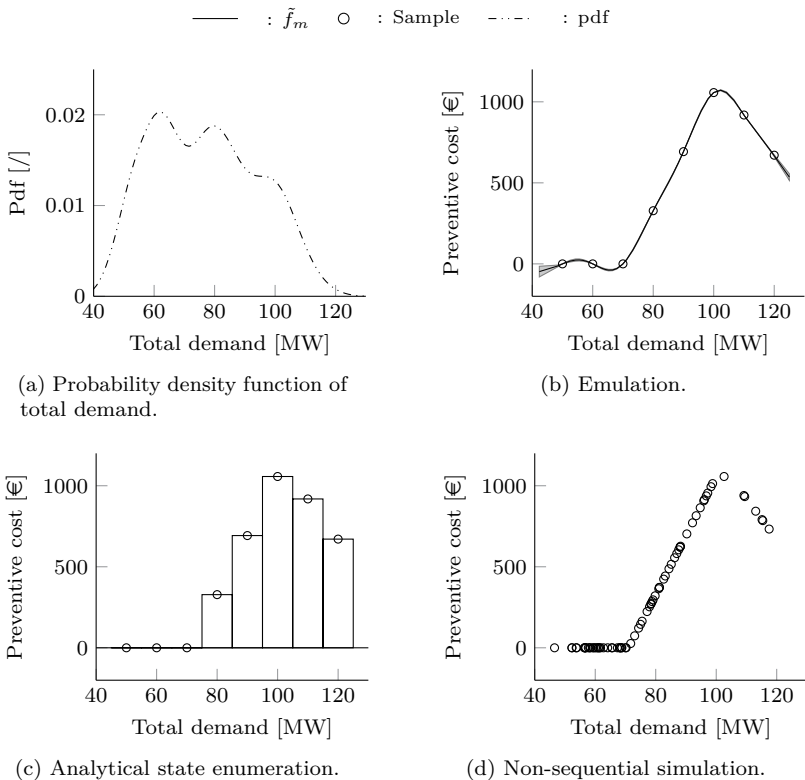 : f̃m : Sample : pdf
0.02
0.01
0
40 60 80 100 120
Pdf [/]
Total demand [MW]
(a) Probability density function of
total demand.
1000
500
0
40 60 80 100 120
Preventive cost [€]
Total demand [MW]
(b) Emulation.
1000
500
0
40 60 80 100 120
Preventive cost [€]
Total demand [MW]
(c) Analytical state enumeration.
1000
500
0
40 60 80 100 120
Preventive cost [€]
Total demand [MW]
(d) Non-sequential simulation.